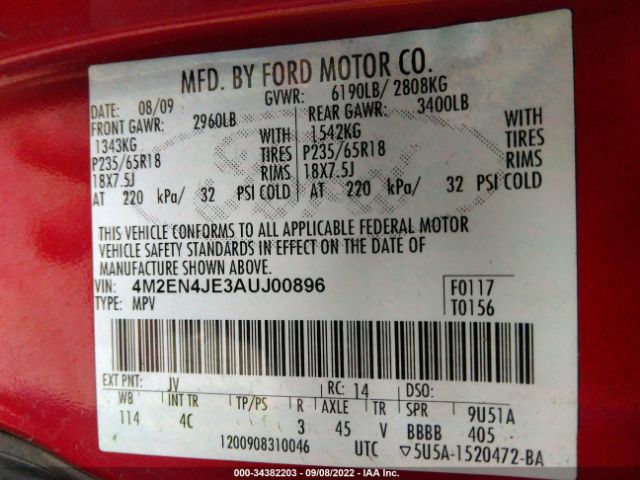 MFD. BY FORD MOTOR CO.
DATE: 08/09 GVWR: 6190LB/ 2808KG
FRONT GAWR: 2960LB REAR GAWR: 3400LB
1343KG WITH 1542KG WITH
P235/65R18 TIRES P235/65R18 TIRES
18X7.5J RIMS 18X7.5J RIMS
AT 220 kPa/ 32 PSI COLD AT 220 kPa/ 32 PSI COLD
THIS VEHICLE CONFORMS TO ALL APPLICABLE FEDERAL MOTOR
VEHICLE SAFETY STANDARDS IN EFFECT ON THE DATE OF
MANUFACTURE SHOWN ABOVE.
VIN: 4M2EN4JE3AUJ00896 F0117
TYPE: MPV T0156
EXT PNT: JV RC: 14 DSO:
WB INT TR TP/PS R AXLE TR SPR 9U51A
114 4C 3 45 V BBBB 405
1200908310046 UTC ▽5U5A-1520472-BA
000-34382203 - 09/08/2022 - IAA Inc.